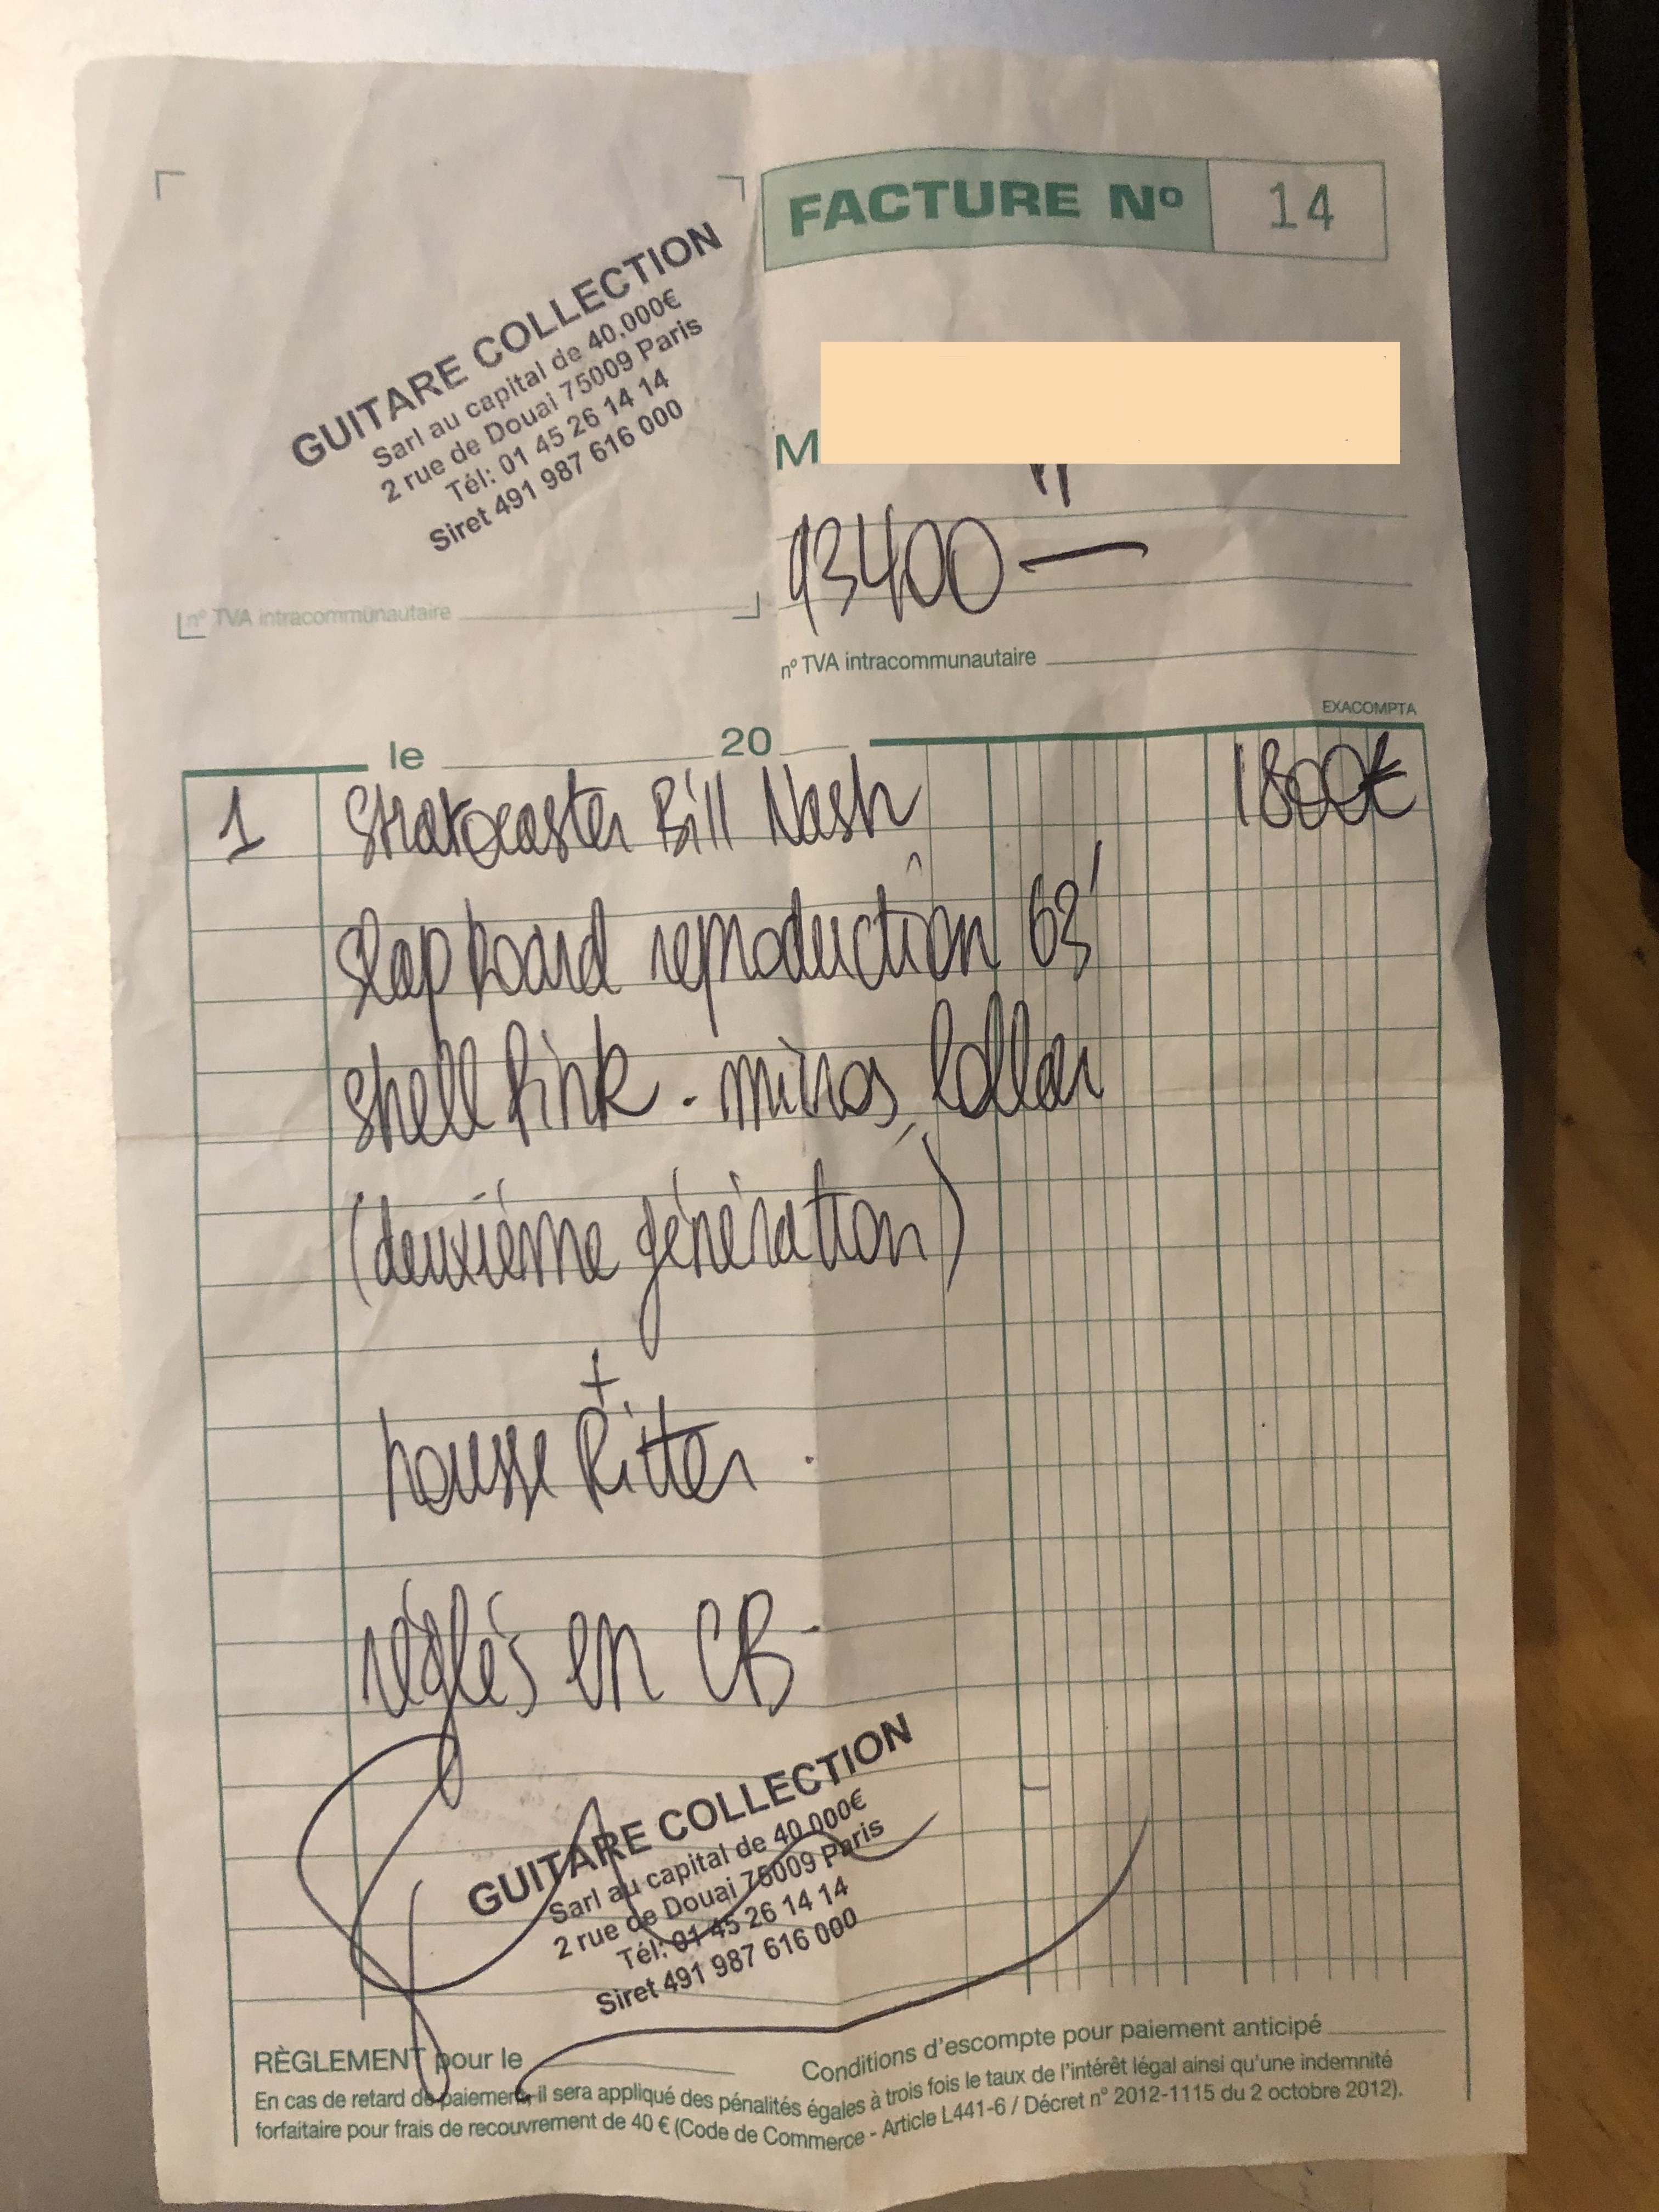 FACTURE Nº 14
GUITARE COLLECTION
Sarl au capital de 40.000€
2 rue de Douai 75009 Paris
Tél: 01 45 26 14 14
Siret 491 987 616 000
M
93400 —
nº TVA intracommunautaire
nº TVA intracommunautaire
EXACOMPTA
le 20
1 Stratocaster Bill Nash 1800€
slap board reproduction 63'
shell Pink - micros lollar
(deuxiéme génération)
+
housse Ritter.
réglés en CB-
GUITARE COLLECTION
Sarl au capital de 40.000€
2 rue de Douai 75009 Paris
Tél: 01 45 26 14 14
Siret 491 987 616 000
RÈGLEMENT pour le
Conditions d'escompte pour paiement anticipé
En cas de retard de paiement, il sera appliqué des pénalités égales à trois fois le taux de l'intérêt légal ainsi qu'une indemnité
forfaitaire pour frais de recouvrement de 40 € (Code de Commerce - Article L441-6 / Décret nº 2012-1115 du 2 octobre 2012).